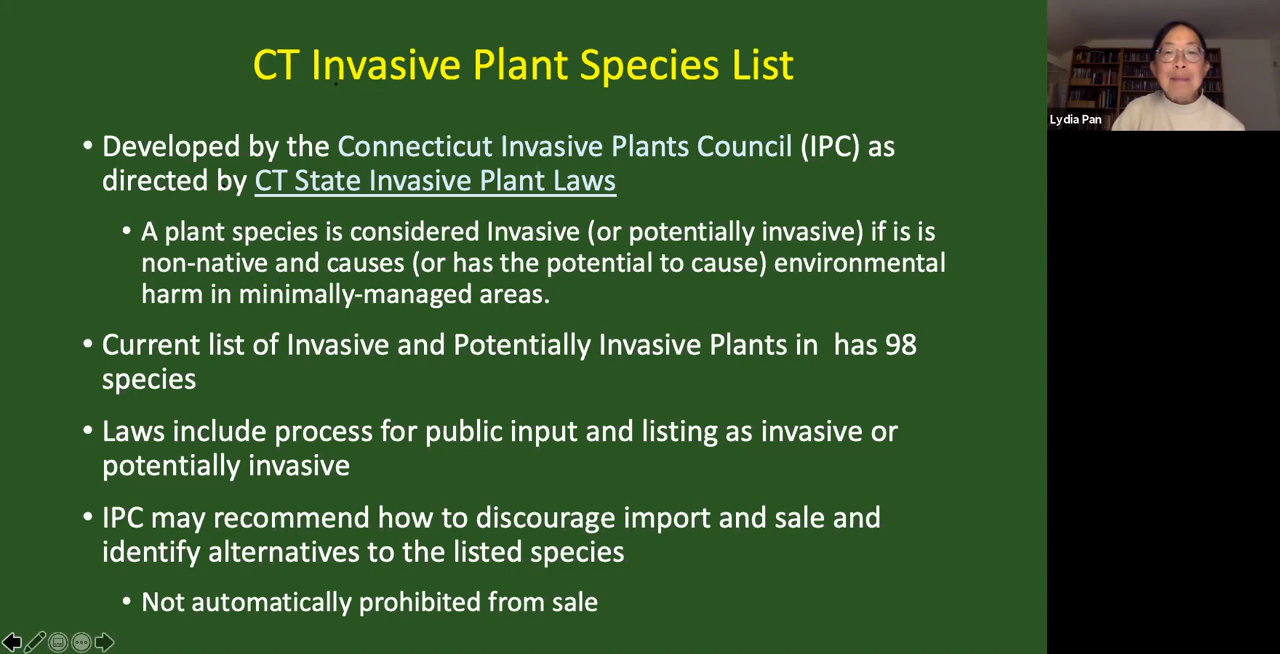 CT Invasive Plant Species List
• Developed by the Connecticut Invasive Plants Council (IPC) as
directed by CT State Invasive Plant Laws
• A plant species is considered Invasive (or potentially invasive) if is is
non-native and causes (or has the potential to cause) environmental
harm in minimally-managed areas.
• Current list of Invasive and Potentially Invasive Plants in  has 98
species
• Laws include process for public input and listing as invasive or
potentially invasive
• IPC may recommend how to discourage import and sale and
identify alternatives to the listed species
• Not automatically prohibited from sale
Lydia Pan